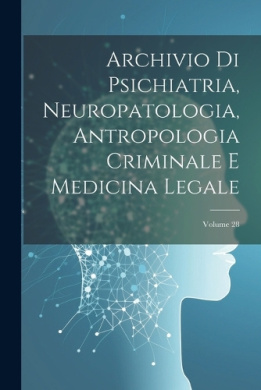 Archivio Di
Psichiatria,
Neuropatologia,
Antropologia
Criminale E
Medicina Legale
Volume 28